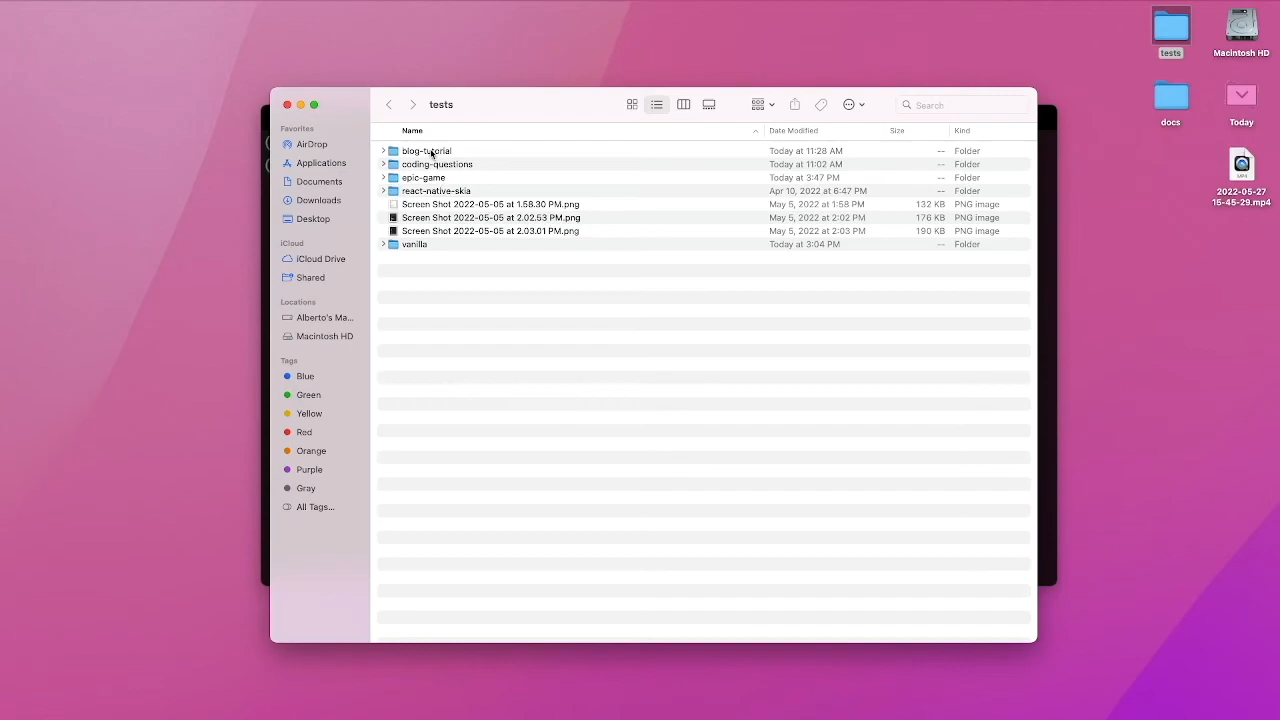 tests
Macintosh HD
docs
Today
2022-05-27
15-45-29.mp4
tests
Search
Favorites
AirDrop
Applications
Documents
Downloads
Desktop
iCloud
iCloud Drive
Shared
Locations
Alberto's Ma...
Macintosh HD
Tags
Blue
Green
Yellow
Red
Orange
Purple
Gray
All Tags...
Name Date Modified Size Kind
blog-tutorial Today at 11:28 AM -- Folder
coding-questions Today at 11:02 AM -- Folder
epic-game Today at 3:47 PM -- Folder
react-native-skia Apr 10, 2022 at 6:47 PM -- Folder
Screen Shot 2022-05-05 at 1.58.30 PM.png May 5, 2022 at 1:58 PM 132 KB PNG image
Screen Shot 2022-05-05 at 2.02.53 PM.png May 5, 2022 at 2:02 PM 176 KB PNG image
Screen Shot 2022-05-05 at 2.03.01 PM.png May 5, 2022 at 2:03 PM 190 KB PNG image
vanilla Today at 3:04 PM -- Folder